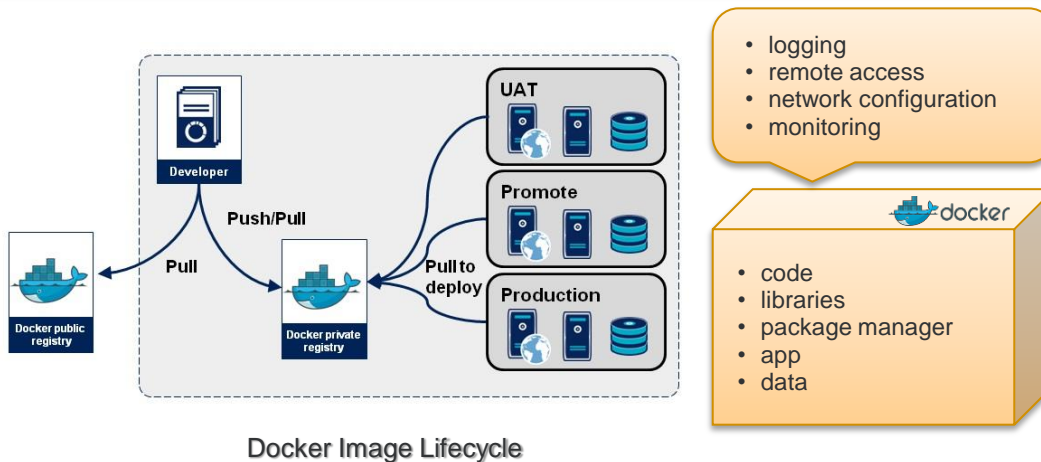 Developer
Push/Pull
Pull
Docker public
registry
Docker private
registry
UAT
Promote
Pull to
deploy
Production
Docker Image Lifecycle
• logging
• remote access
• network configuration
• monitoring
docker
• code
• libraries
• package manager
• app
• data